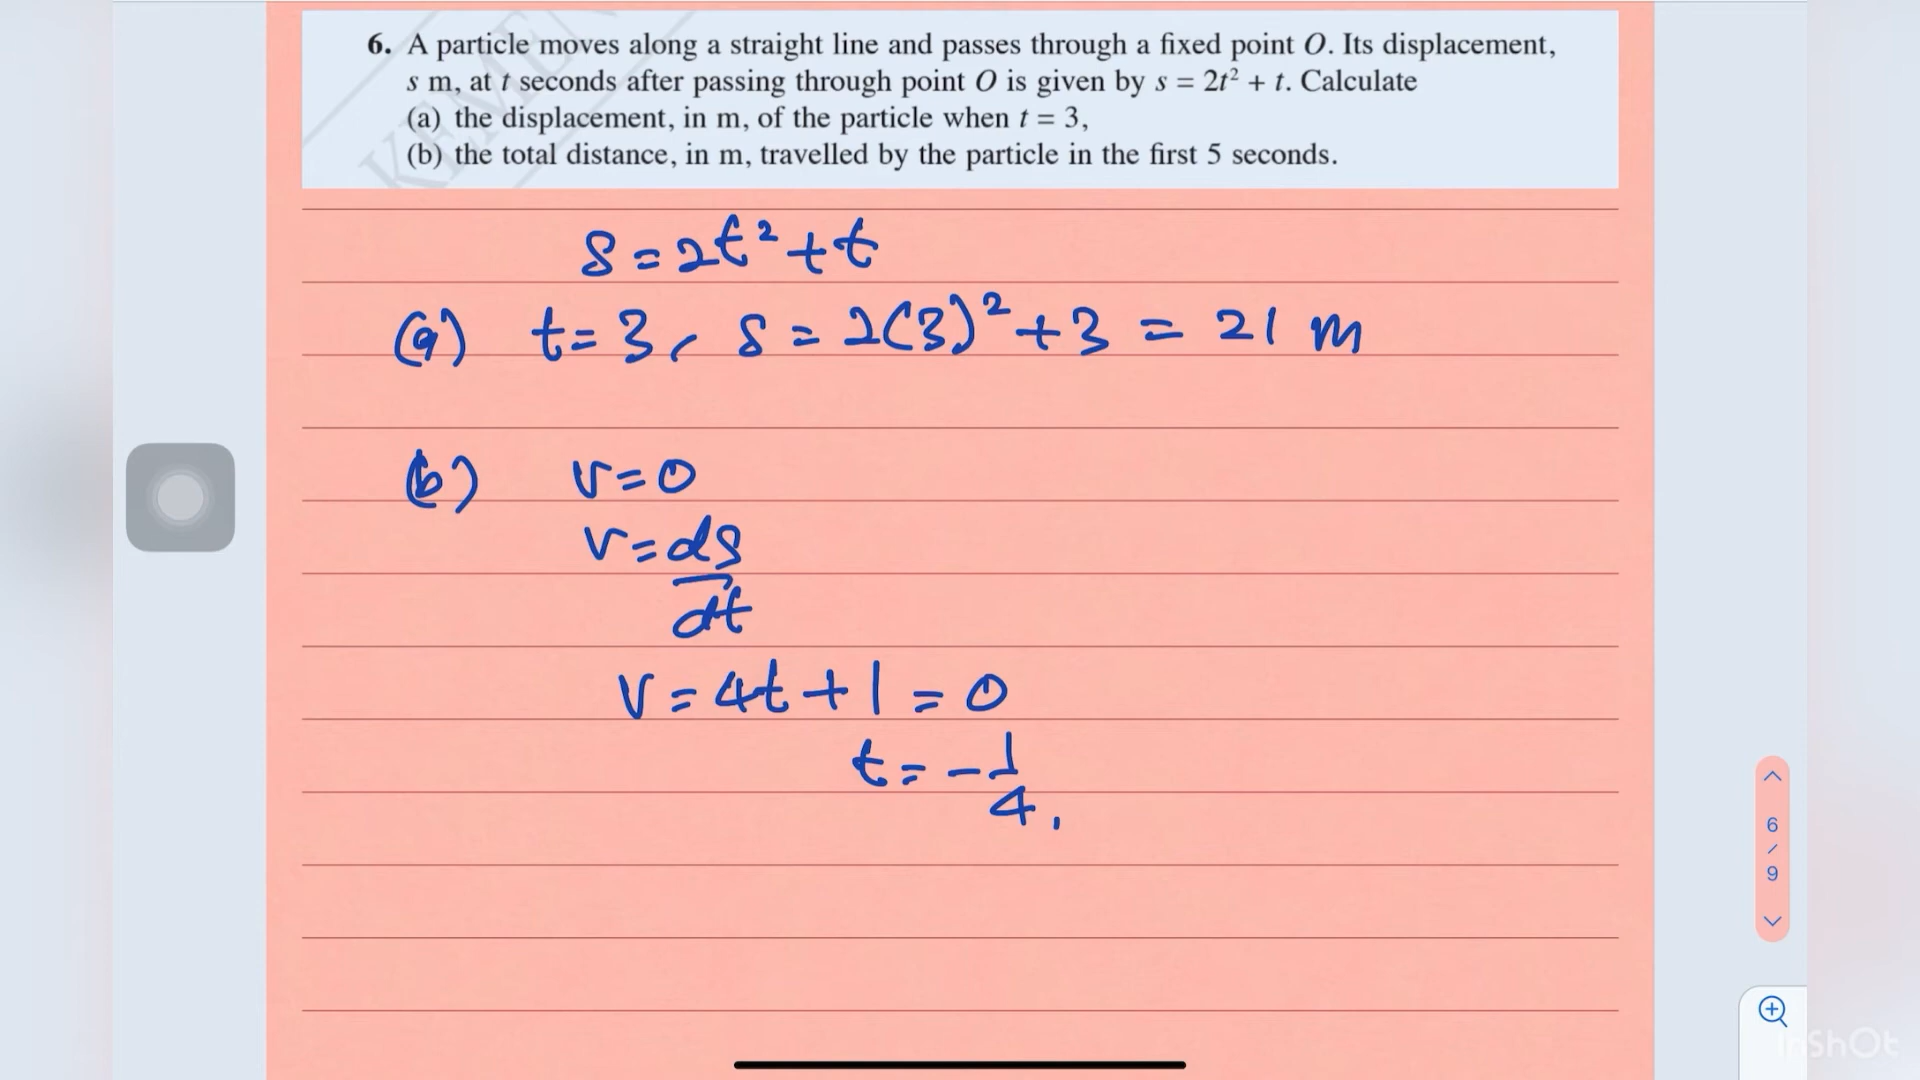 6. A particle moves along a straight line and passes through a fixed point O. Its displacement,
s m, at t seconds after passing through point O is given by s = 2t² + t. Calculate
(a) the displacement, in m, of the particle when t = 3,
(b) the total distance, in m, travelled by the particle in the first 5 seconds.
s = 2t² + t
(a) t = 3, s = 2(3)² + 3 = 21 m
(b) v = 0
v = ds
dt
v = 4t + 1 = 0
t = - 1
4,
6
/
9
InShOt